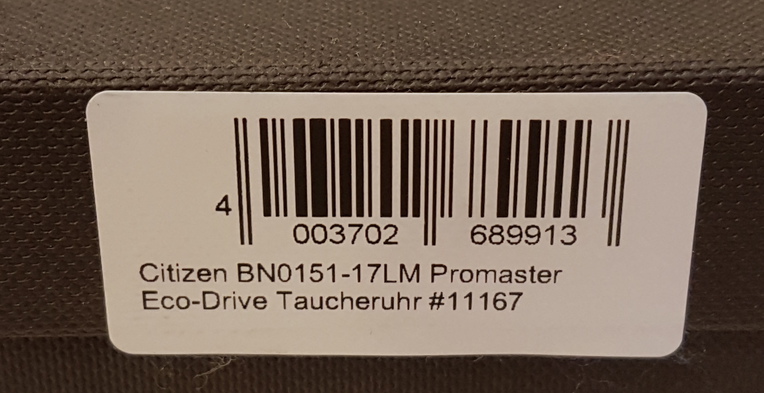 4 003702 689913
Citizen BN0151-17LM Promaster
Eco-Drive Taucheruhr #11167